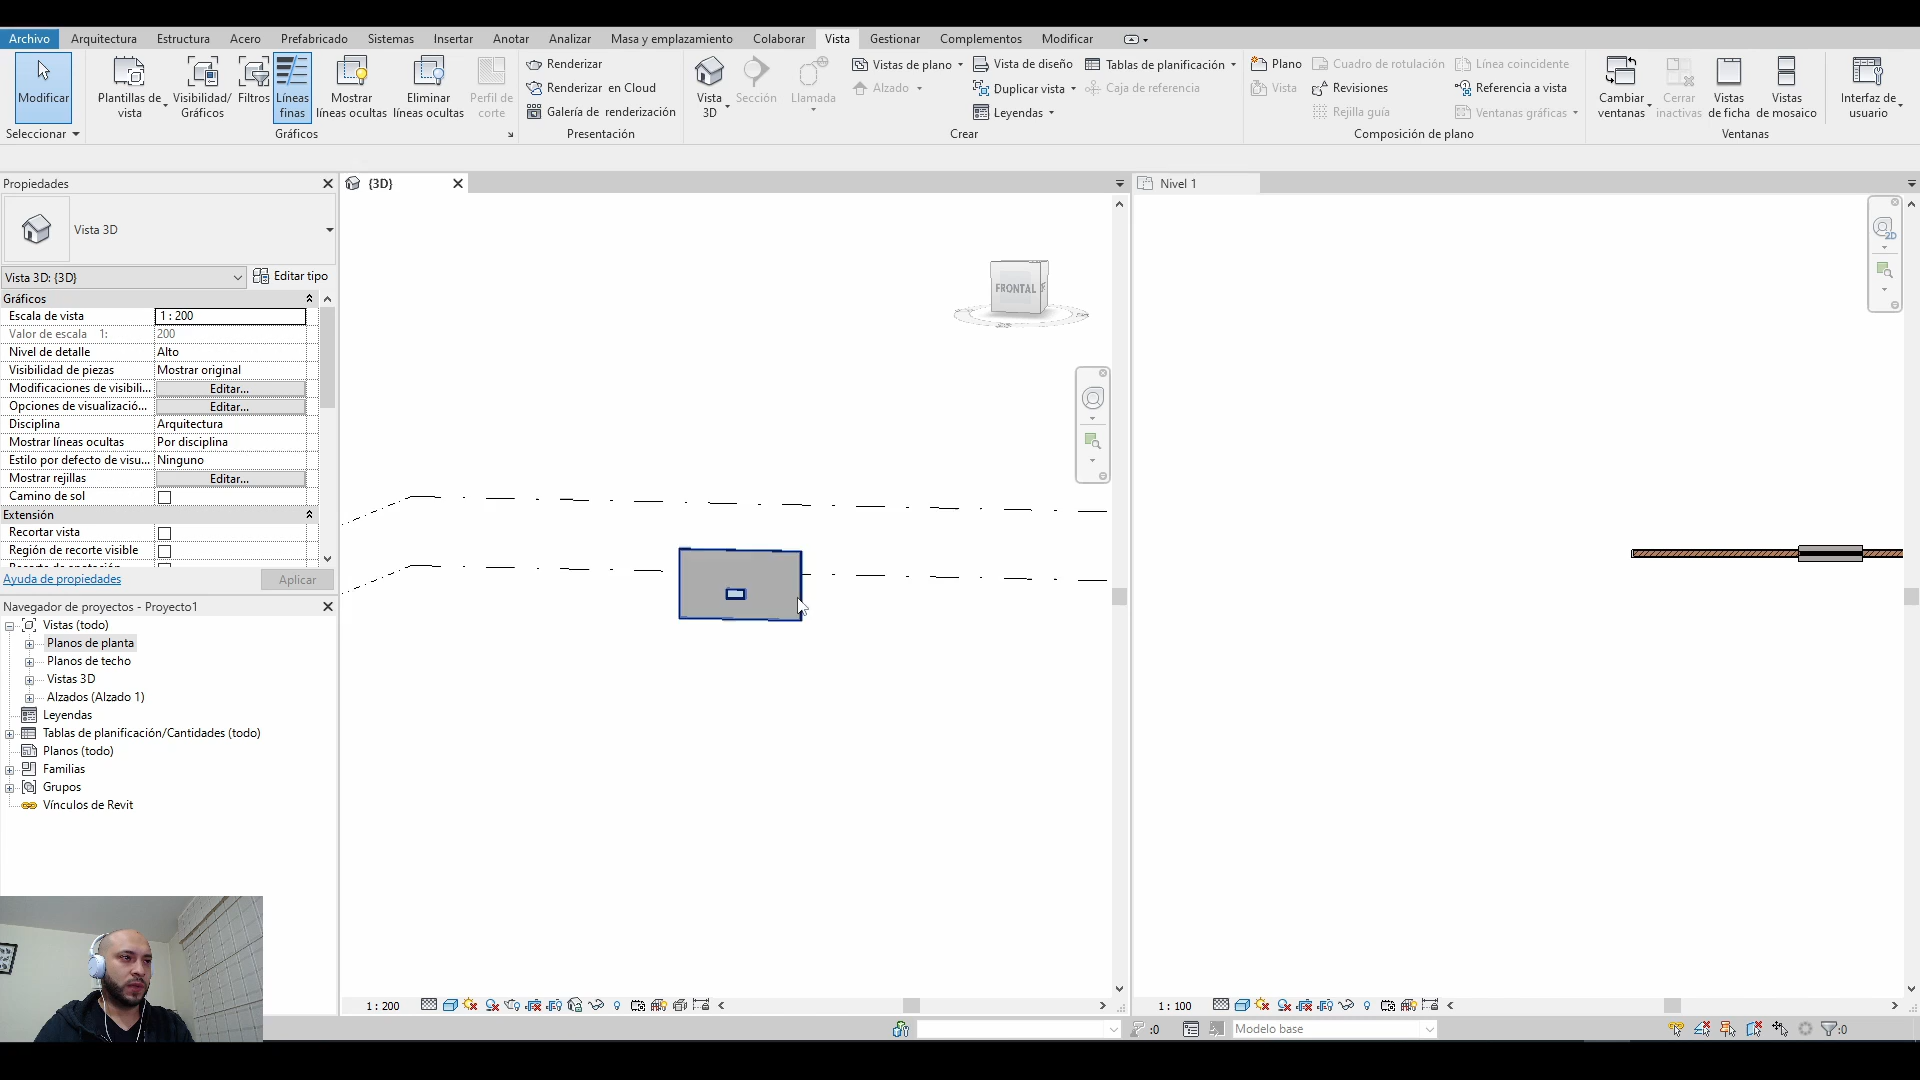 Archivo Arquitectura Estructura Acero Prefabricado Sistemas Insertar Anotar Analizar Masa y emplazamiento Colaborar Vista Gestionar Complementos Modificar
Modificar
Seleccionar
Plantillas de vista
Visibilidad/ Gráficos
Filtros
Líneas finas
Mostrar líneas ocultas
Eliminar líneas ocultas
Perfil de corte
Gráficos
Renderizar
Renderizar en Cloud
Galería de renderización
Presentación
Vista 3D
Sección
Llamada
Vistas de plano
Alzado
Vista de diseño
Duplicar vista
Leyendas
Tablas de planificación
Caja de referencia
Crear
Plano
Vista
Cuadro de rotulación
Revisiones
Rejilla guía
Línea coincidente
Referencia a vista
Ventanas gráficas
Composición de plano
Cambiar ventanas
Cerrar inactivas
Vistas de ficha
Vistas de mosaico
Ventanas
Interfaz de usuario
Propiedades
Vista 3D
Vista 3D: {3D}
Editar tipo
Gráficos
Escala de vista 1 : 200
Valor de escala 1: 200
Nivel de detalle Alto
Visibilidad de piezas Mostrar original
Modificaciones de visibili... Editar...
Opciones de visualizació... Editar...
Disciplina Arquitectura
Mostrar líneas ocultas Por disciplina
Estilo por defecto de visu... Ninguno
Mostrar rejillas Editar...
Camino de sol
Extensión
Recortar vista
Región de recorte visible
Ayuda de propiedades
Aplicar
Navegador de proyectos - Proyecto1
Vistas (todo)
Planos de planta
Planos de techo
Vistas 3D
Alzados (Alzado 1)
Leyendas
Tablas de planificación/Cantidades (todo)
Planos (todo)
Familias
Grupos
Vínculos de Revit
{3D}
FRONTAL
1 : 200
Nivel 1
2D
1 : 100
:0
Modelo base
:0